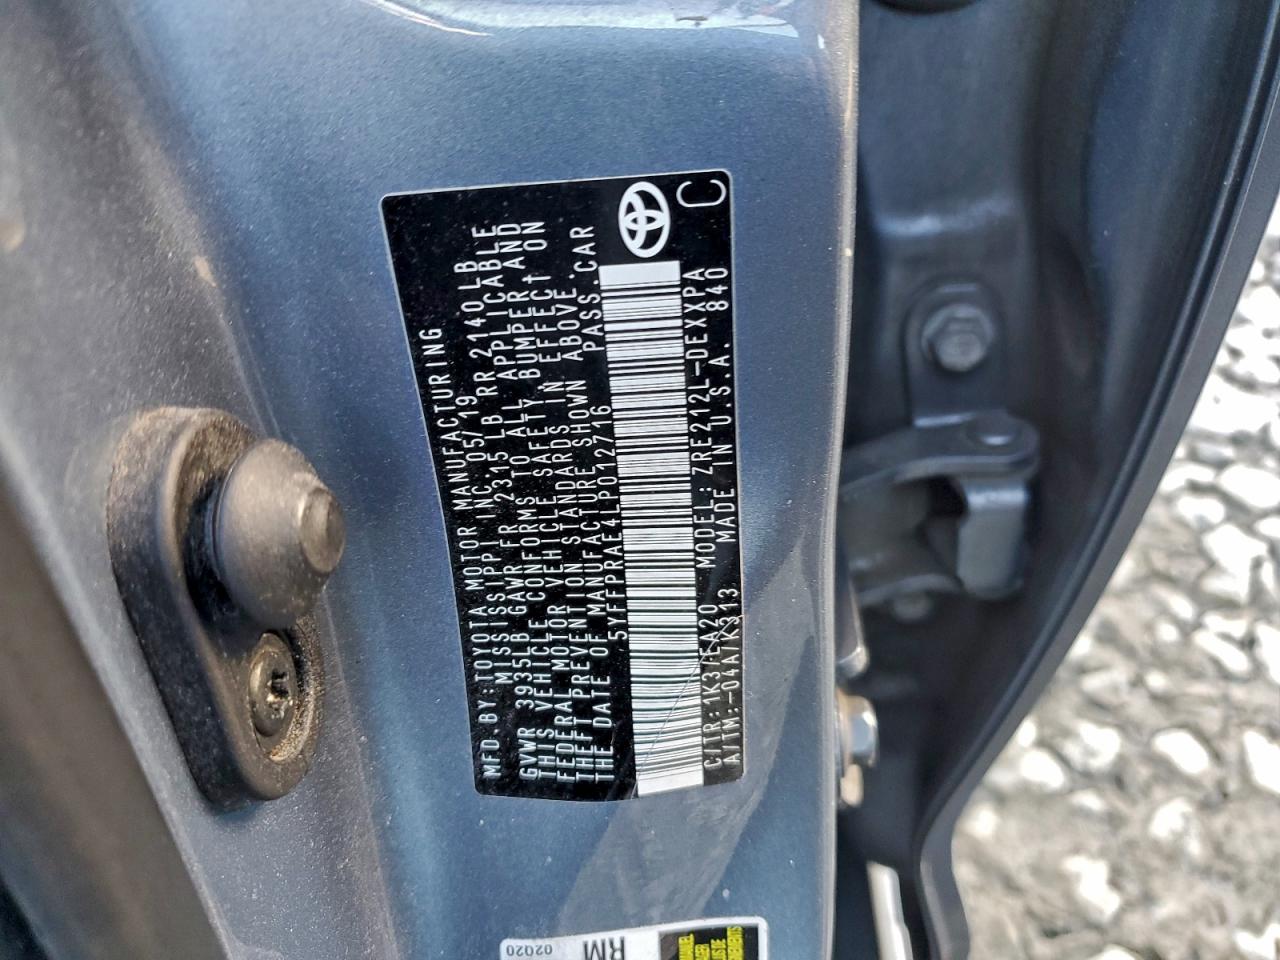 MFD.BY:TOYOTA MOTOR MANUFACTURING
MISSISSIPPI INC. 05/19
GVWR 3935LB GAWR FR 2315 LB RR 2140 LB
THIS VEHICLE CONFORMS TO ALL APPLICABLE
FEDERAL MOTOR VEHICLE SAFETY, BUMPER, AND
THEFT PREVENTION STANDARDS IN EFFECT ON
THE DATE OF MANUFACTURE SHOWN ABOVE.
5YFEPRAE4LP012716 PASS.CAR
C/TR:1K3/EA20 MODEL:ZRE212L-DEXXPA
A/TM:-04A/K313 MADE IN U.S.A. 840
C
RM
02Q20